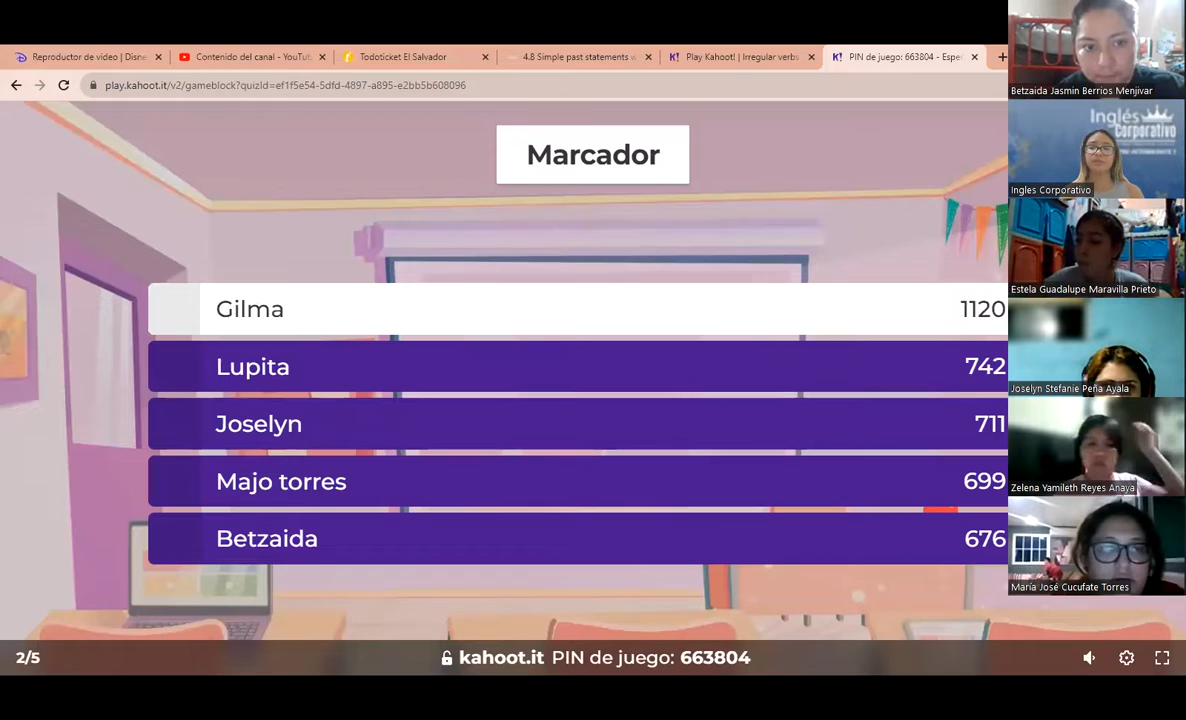 Reproductor de video | Disne
Contenido del canal - YouTu
Todoticket El Salvador
4.8 Simple past statements w
Play Kahoot! | Irregular verbs
PIN de juego: 663804 - Espe
play.kahoot.it/v2/gameblock?quizId=ef1f5e54-5dfd-4897-a895-e2bb5b608096
Marcador
Gilma 1120
Lupita 742
Joselyn 711
Majo torres 699
Betzaida 676
2/5
kahoot.it PIN de juego: 663804
Betzaida Jasmin Berrios Menjivar
Inglés
Corporativo
Ingles Corporativo
Estela Guadalupe Maravilla Prieto
Joselyn Stefanie Peña Ayala
Zelena Yamileth Reyes Anaya
María José Cucufate Torres